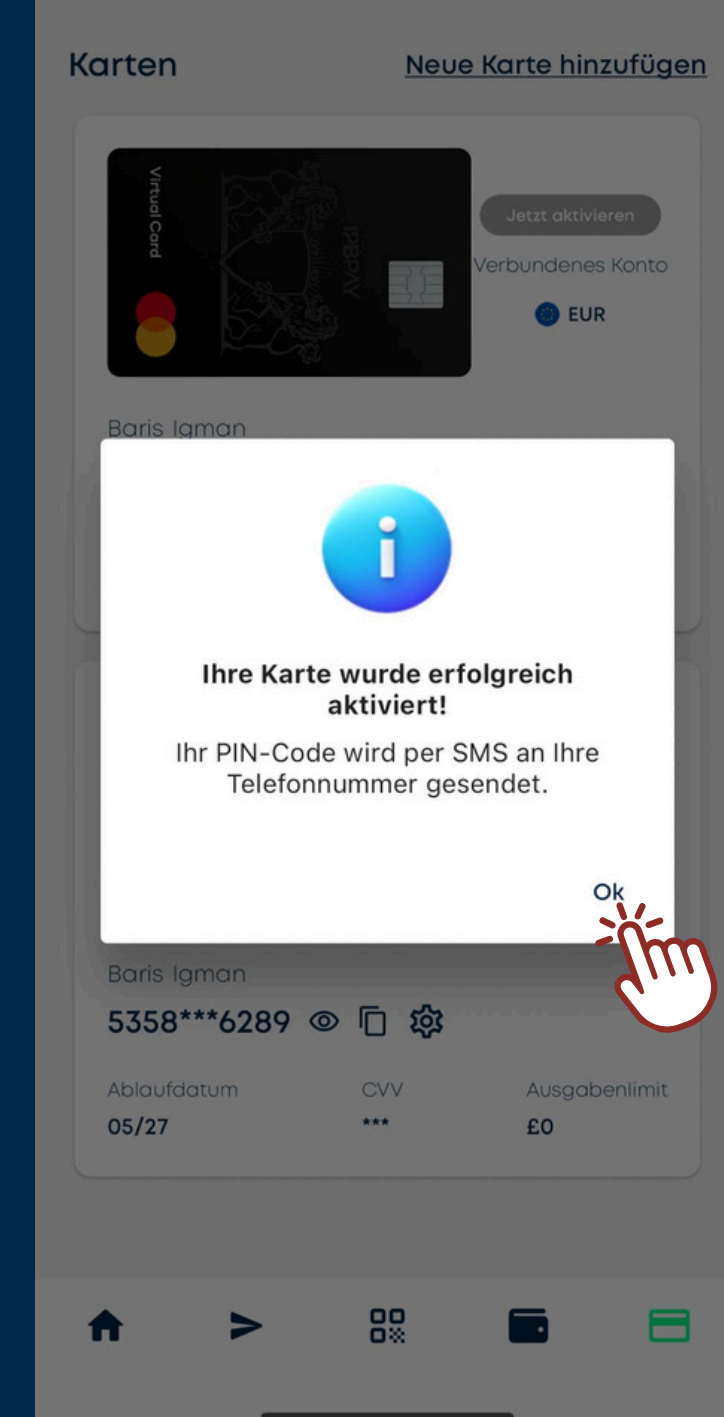 Karten
Neue Karte hinzufügen
Virtual Card
IPBPAY
Jetzt aktivieren
Verbundenes Konto
EUR
Baris Igman
Ihre Karte wurde erfolgreich
aktiviert!
Ihr PIN-Code wird per SMS an Ihre
Telefonnummer gesendet.
Ok
Baris Igman
5358***6289
Ablaufdatum
CVV
Ausgabenlimit
05/27
***
£0